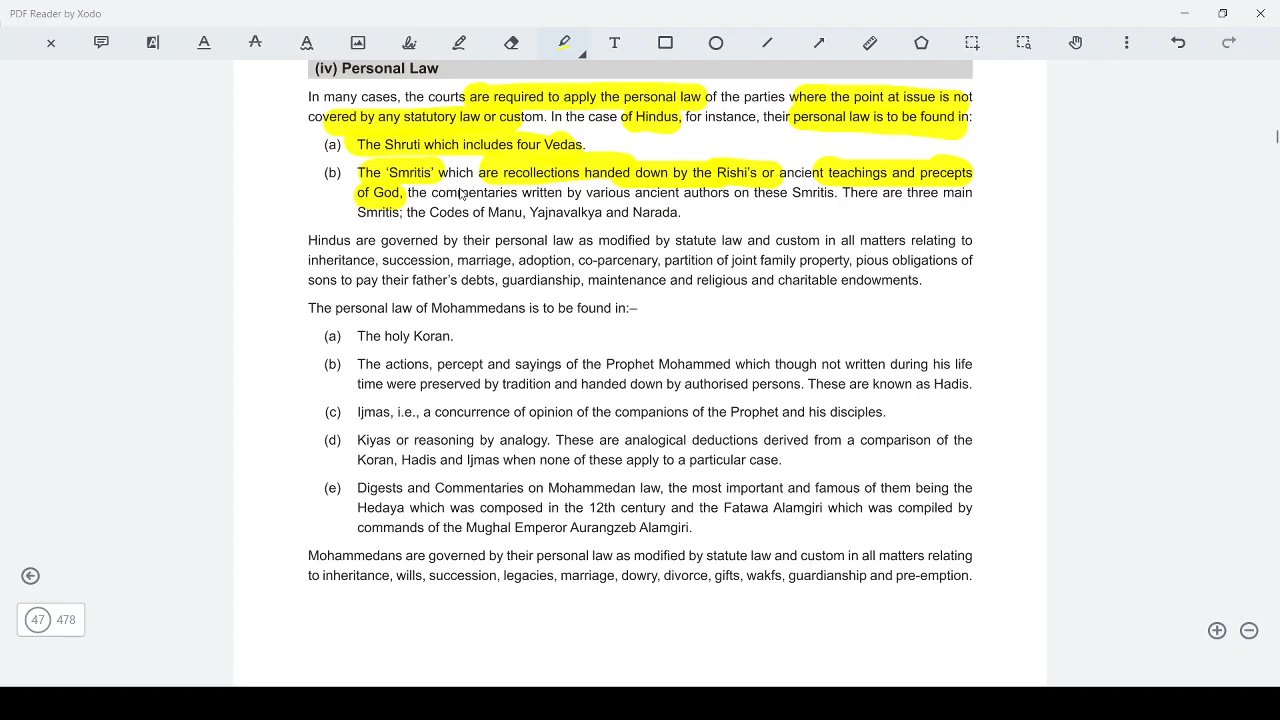 PDF Reader by Xodo
(iv) Personal Law
In many cases, the courts are required to apply the personal law of the parties where the point at issue is not
covered by any statutory law or custom. In the case of Hindus, for instance, their personal law is to be found in:
(a) The Shruti which includes four Vedas.
(b) The ‘Smritis’ which are recollections handed down by the Rishi’s or ancient teachings and precepts
of God, the commentaries written by various ancient authors on these Smritis. There are three main
Smritis; the Codes of Manu, Yajnavalkya and Narada.
Hindus are governed by their personal law as modified by statute law and custom in all matters relating to
inheritance, succession, marriage, adoption, co-parcenary, partition of joint family property, pious obligations of
sons to pay their father’s debts, guardianship, maintenance and religious and charitable endowments.
The personal law of Mohammedans is to be found in:–
(a) The holy Koran.
(b) The actions, percept and sayings of the Prophet Mohammed which though not written during his life
time were preserved by tradition and handed down by authorised persons. These are known as Hadis.
(c) Ijmas, i.e., a concurrence of opinion of the companions of the Prophet and his disciples.
(d) Kiyas or reasoning by analogy. These are analogical deductions derived from a comparison of the
Koran, Hadis and Ijmas when none of these apply to a particular case.
(e) Digests and Commentaries on Mohammedan law, the most important and famous of them being the
Hedaya which was composed in the 12th century and the Fatawa Alamgiri which was compiled by
commands of the Mughal Emperor Aurangzeb Alamgiri.
Mohammedans are governed by their personal law as modified by statute law and custom in all matters relating
to inheritance, wills, succession, legacies, marriage, dowry, divorce, gifts, wakfs, guardianship and pre-emption.
47 478